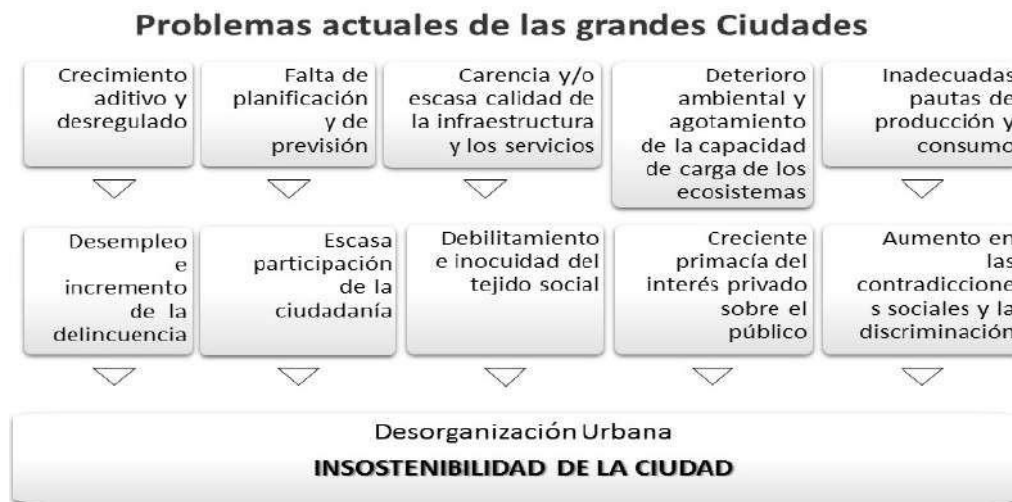 Problemas actuales de las grandes Ciudades
Crecimiento
aditivo y
desregulado
Falta de
planificación
y de
previsión
Carencia y/o
escasa calidad de
la infraestructura
y los servicios
Deterioro
ambiental y
agotamiento
de la capacidad
de carga de los
ecosistemas
Inadecuadas
pautas de
producción y
consumo
Desempleo
e
incremento
de la
delincuencia
Escasa
participación
de la
ciudadanía
Debilitamiento
e inocuidad del
tejido social
Creciente
primacía del
interés privado
sobre el
público
Aumento en
las
contradiccione
s sociales y la
discriminación
Desorganización Urbana
INSOSTENIBILIDAD DE LA CIUDAD